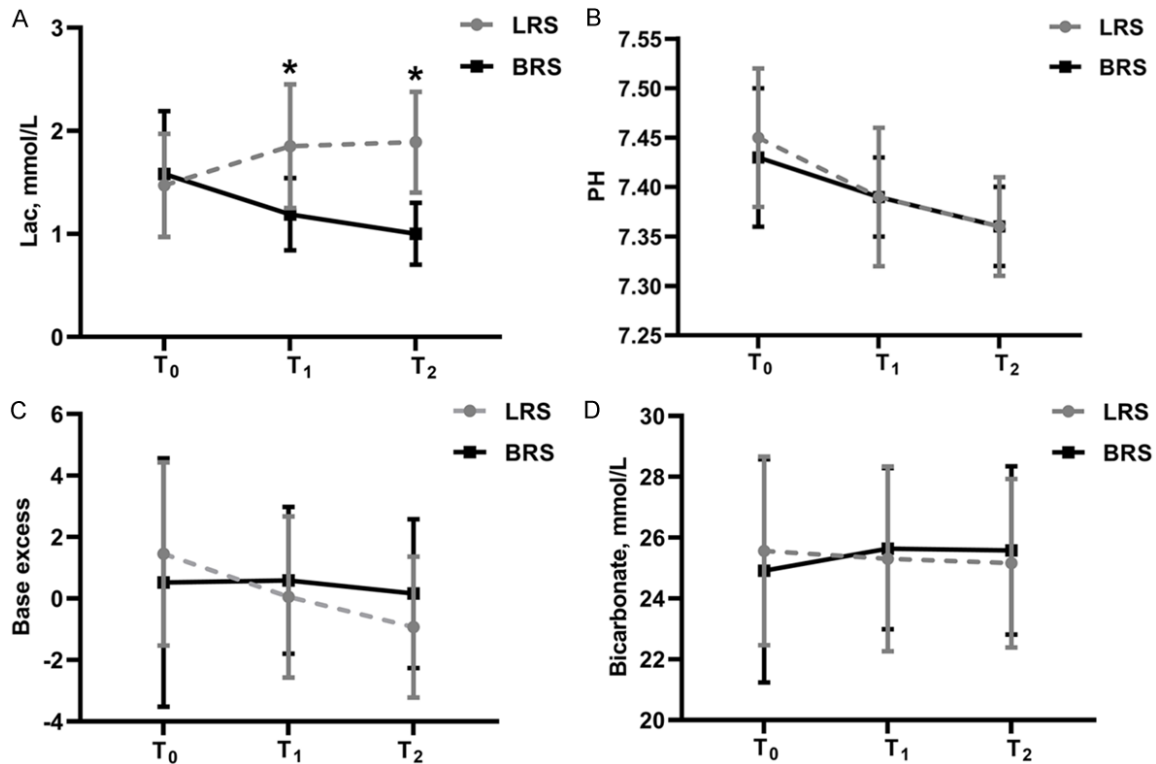 A
LRS
BRS
Lac, mmol/L
3
2
1
0
*
*
T0
T1
T2
B
LRS
BRS
PH
7.55
7.50
7.45
7.40
7.35
7.30
7.25
T0
T1
T2
C
LRS
BRS
Base excess
6
4
2
0
-2
-4
T0
T1
T2
D
LRS
BRS
Bicarbonate, mmol/L
30
28
26
24
22
20
T0
T1
T2